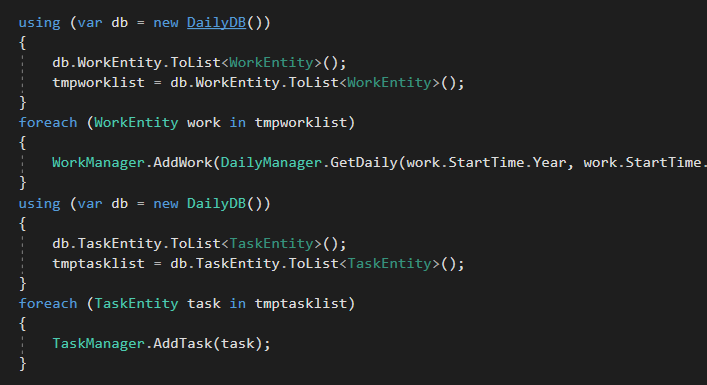 using (var db = new DailyDB())
{
db.WorkEntity.ToList<WorkEntity>();
tmpworklist = db.WorkEntity.ToList<WorkEntity>();
}
foreach (WorkEntity work in tmpworklist)
{
WorkManager.AddWork(DailyManager.GetDaily(work.StartTime.Year, work.StartTime.
}
using (var db = new DailyDB())
{
db.TaskEntity.ToList<TaskEntity>();
tmptasklist = db.TaskEntity.ToList<TaskEntity>();
}
foreach (TaskEntity task in tmptasklist)
{
TaskManager.AddTask(task);
}